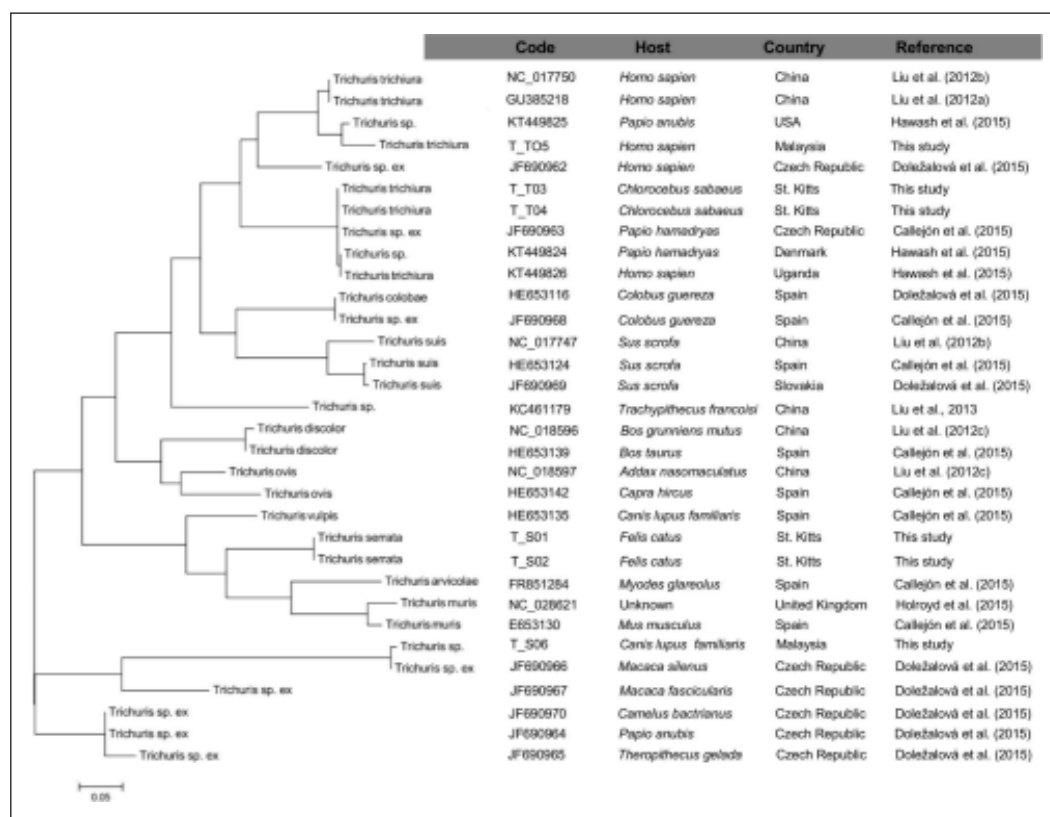 Code Host Country Reference
Trichuris trichiura NC_017750 Homo sapien China Liu et al. (2012b)
Trichuris trichiura GU385218 Homo sapien China Liu et al. (2012a)
Trichuris sp. KT449825 Papio anubis USA Hawash et al. (2015)
Trichuris trichiura T_TO5 Homo sapien Malaysia This study
Trichuris sp. ex JF690962 Homo sapien Czech Republic Doležalová et al. (2015)
Trichuris trichiura T_T03 Chlorocebus sabaeus St. Kitts This study
Trichuris trichiura T_T04 Chlorocebus sabaeus St. Kitts This study
Trichuris sp. ex JF690963 Papio hamadryas Czech Republic Callejón et al. (2015)
Trichuris sp. KT449824 Papio hamadryas Denmark Hawash et al. (2015)
Trichuris trichiura KT449826 Homo sapien Uganda Hawash et al. (2015)
Trichuris colobae HE653116 Colobus guereza Spain Doležalová et al. (2015)
Trichuris sp. ex JF690968 Colobus guereza Spain Callejón et al. (2015)
Trichuris suis NC_017747 Sus scrofa China Liu et al. (2012b)
Trichuris suis HE653124 Sus scrofa Spain Callejón et al. (2015)
Trichuris suis JF690969 Sus scrofa Slovakia Doležalová et al. (2015)
Trichuris sp. KC461179 Trachypithecus francoisi China Liu et al., 2013
Trichuris discolor NC_018596 Bos grunniens mutus China Liu et al. (2012c)
Trichuris discolor HE653139 Bos taurus Spain Callejón et al. (2015)
Trichuris ovis NC_018597 Addax nasomaculatus China Liu et al. (2012c)
Trichuris ovis HE653142 Capra hircus Spain Callejón et al. (2015)
Trichuris vulpis HE653135 Canis lupus familiaris Spain Callejón et al. (2015)
Trichuris serrata T_S01 Felis catus St. Kitts This study
Trichuris serrata T_S02 Felis catus St. Kitts This study
Trichuris arvicolae FR851284 Myodes glareolus Spain Callejón et al. (2015)
Trichuris muris NC_028621 Unknown United Kingdom Holroyd et al. (2015)
Trichuris muris E653130 Mus musculus Spain Callejón et al. (2015)
Trichuris sp. T_S06 Canis lupus familiaris Malaysia This study
Trichuris sp. ex JF690966 Macaca silenus Czech Republic Doležalová et al. (2015)
Trichuris sp. ex JF690967 Macaca fascicularis Czech Republic Doležalová et al. (2015)
Trichuris sp. ex JF690970 Camelus bactrianus Czech Republic Doležalová et al. (2015)
Trichuris sp. ex JF690964 Papio anubis Czech Republic Doležalová et al. (2015)
Trichuris sp. ex JF690965 Theropithecus gelada Czech Republic Doležalová et al. (2015)
0.05